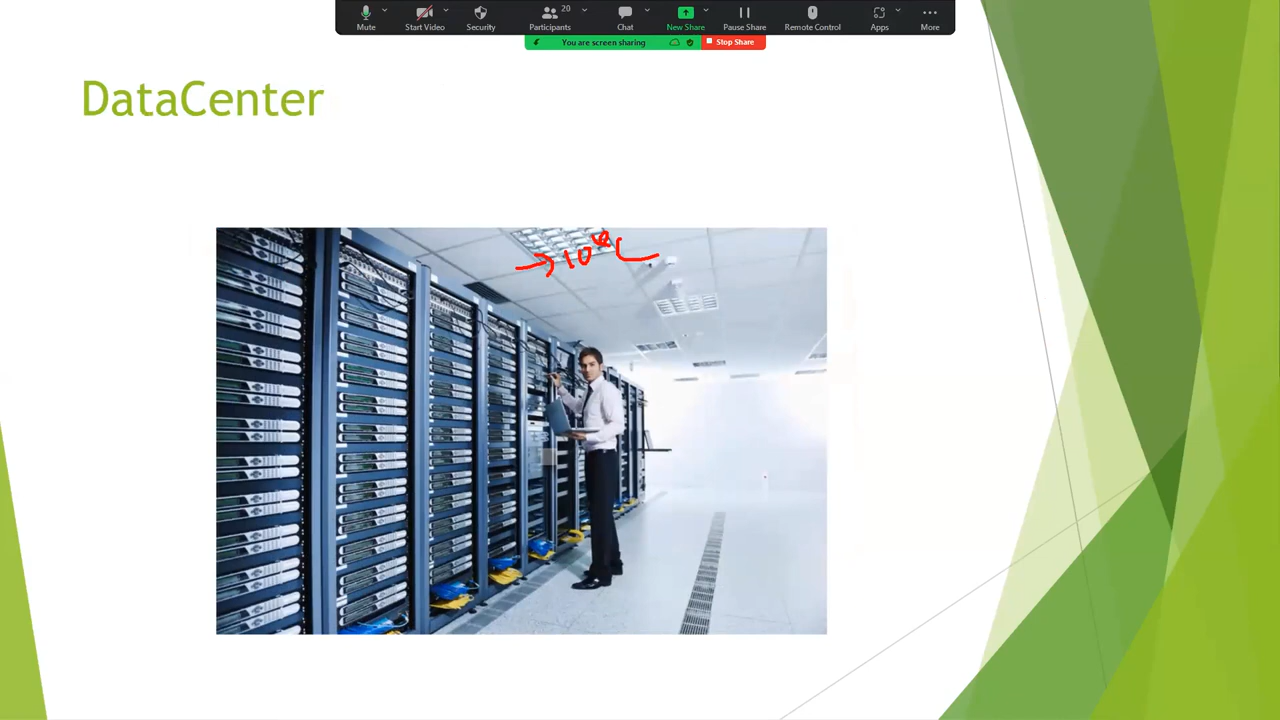 20
Mute
Start Video
Security
Participants
Chat
New Share
Pause Share
Remote Control
Apps
More
You are screen sharing
Stop Share
DataCenter
→10°C